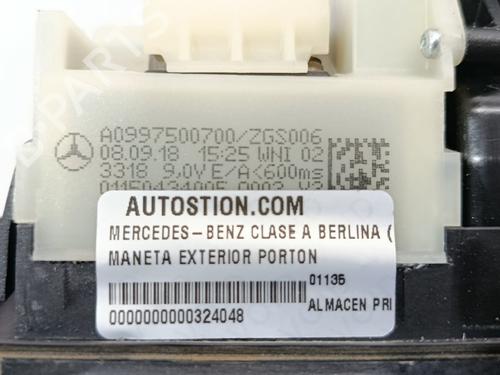 A0997500700/ZGS006
08.09.18 15:25 WNI 02
3318 9,0V E/A<600ms
AUTOSTION.COM
MERCEDES-BENZ CLASE A BERLINA (
MANETA EXTERIOR PORTON
01135
0000000000324048
ALMACEN PRI